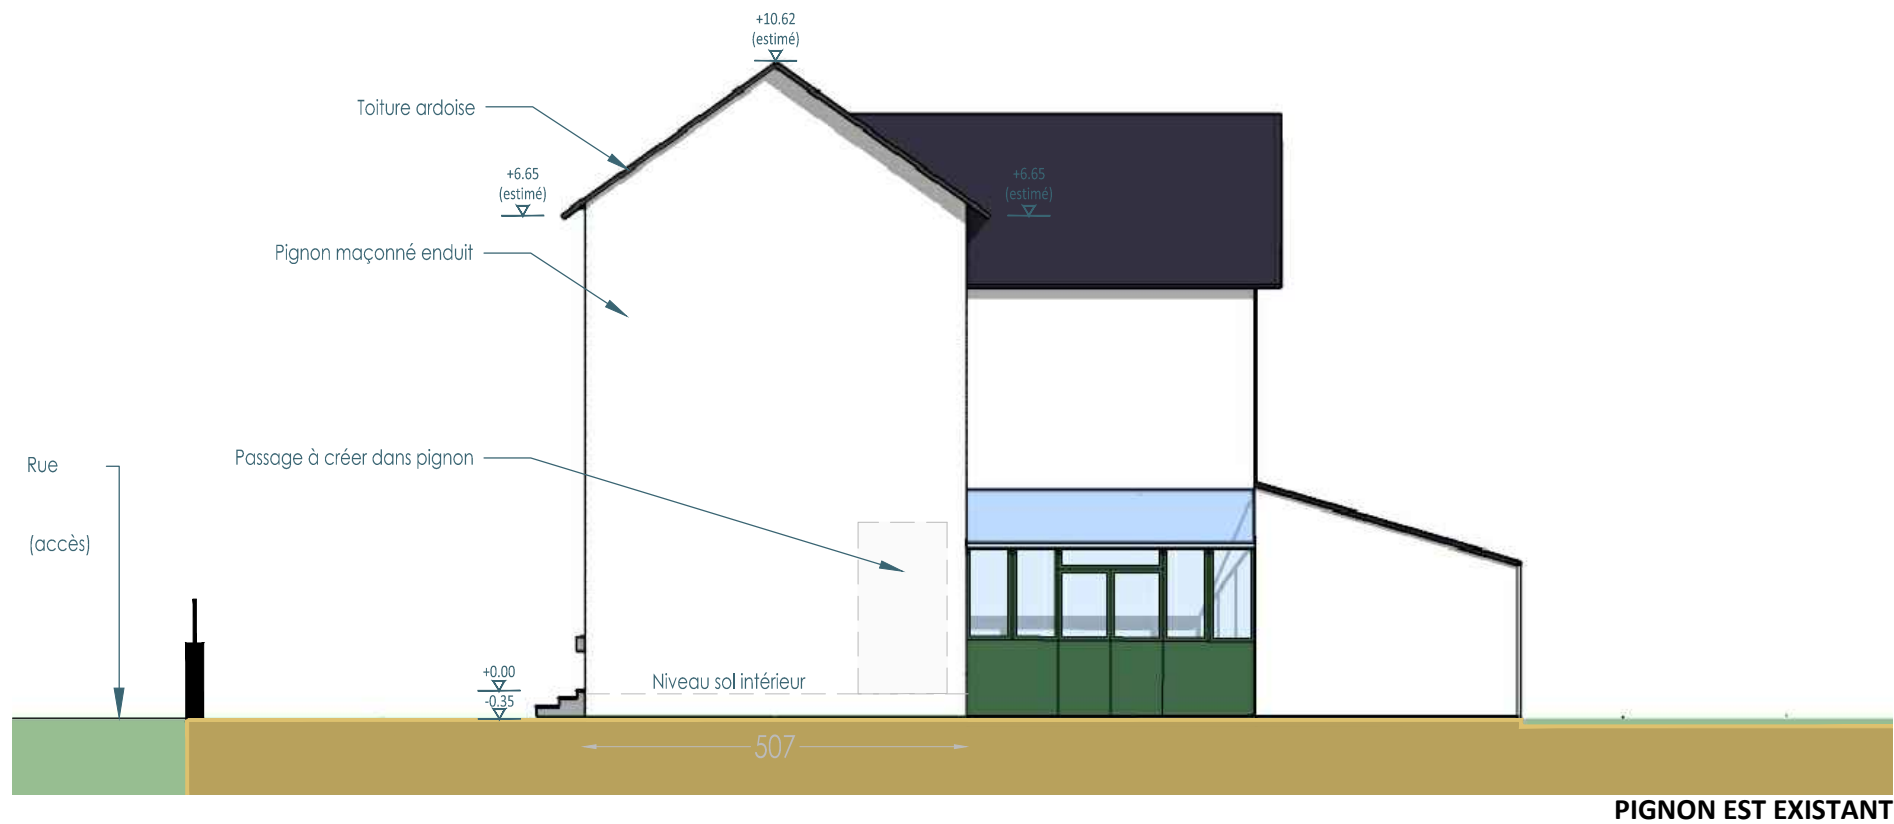 +10.62
(estimé)
Toiture ardoise
+6.65
(estimé)
+6.65
(estimé)
Pignon maçonné enduit
Rue
(accès)
Passage à créer dans pignon
+0.00
-0.35
Niveau sol intérieur
507
PIGNON EST EXISTANT